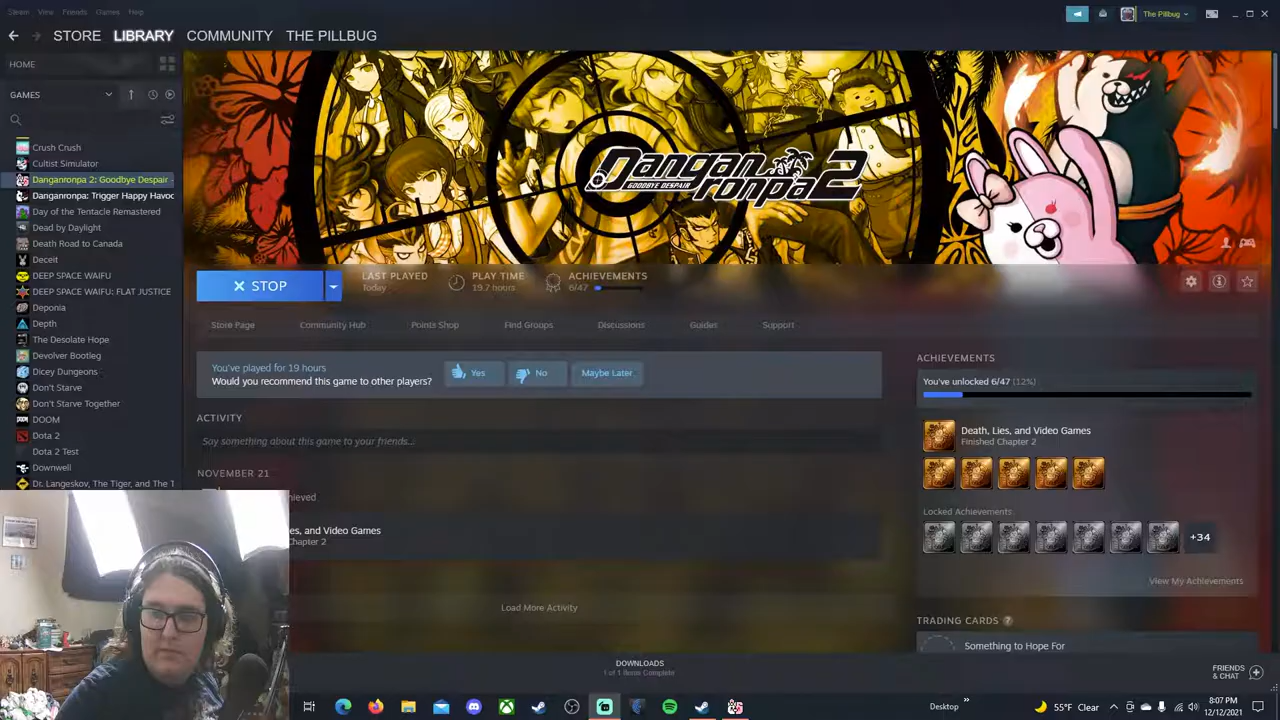 Steam View Friends Games Help
The Pillbug
STORE LIBRARY COMMUNITY THE PILLBUG
HOME
GAMES
Crush Crush
Cultist Simulator
Danganronpa 2: Goodbye Despair -
Danganronpa: Trigger Happy Havoc
Day of the Tentacle Remastered
Dead by Daylight
Death Road to Canada
Deceit
DEEP SPACE WAIFU
DEEP SPACE WAIFU: FLAT JUSTICE
Deponia
Depth
The Desolate Hope
Devolver Bootleg
Dicey Dungeons
Don't Starve
Don't Starve Together
DOOM
Dota 2
Dota 2 Test
Downwell
Dr. Langeskov, The Tiger, and The T
Danganronpa 2
GOODBYE DESPAIR
STOP
LAST PLAYED
Today
PLAY TIME
19.7 hours
ACHIEVEMENTS
6/47
Store Page Community Hub Points Shop Find Groups Discussions Guides Support
You've played for 19 hours
Would you recommend this game to other players?
Yes No Maybe Later
ACTIVITY
Say something about this game to your friends...
NOVEMBER 21
ieved
es, and Video Games
hapter 2
Load More Activity
ACHIEVEMENTS
You've unlocked 6/47 (12%)
Death, Lies, and Video Games
Finished Chapter 2
Locked Achievements
+34
View My Achievements
TRADING CARDS ?
Something to Hope For
DOWNLOADS
1 of 1 Items Complete
FRIENDS
& CHAT
Desktop
55°F Clear
8:07 PM
12/12/2021